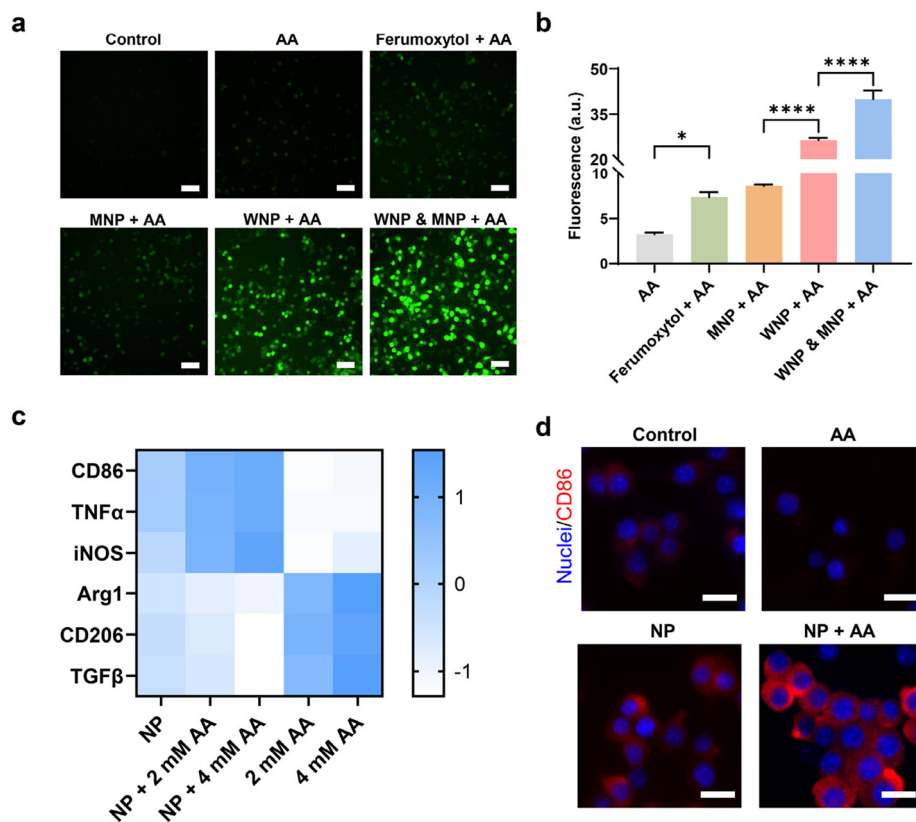 a
Control
AA
Ferumoxytol + AA
MNP + AA
WNP + AA
WNP & MNP + AA
b
Fluorescence (a.u.)
50
35
20
10
5
0
*
****
****
AA
Ferumoxytol + AA
MNP + AA
WNP + AA
WNP & MNP + AA
c
CD86
TNFα
iNOS
Arg1
CD206
TGFβ
NP
NP + 2 mM AA
NP + 4 mM AA
2 mM AA
4 mM AA
1
0
-1
d
Nuclei/CD86
Control
AA
NP
NP + AA